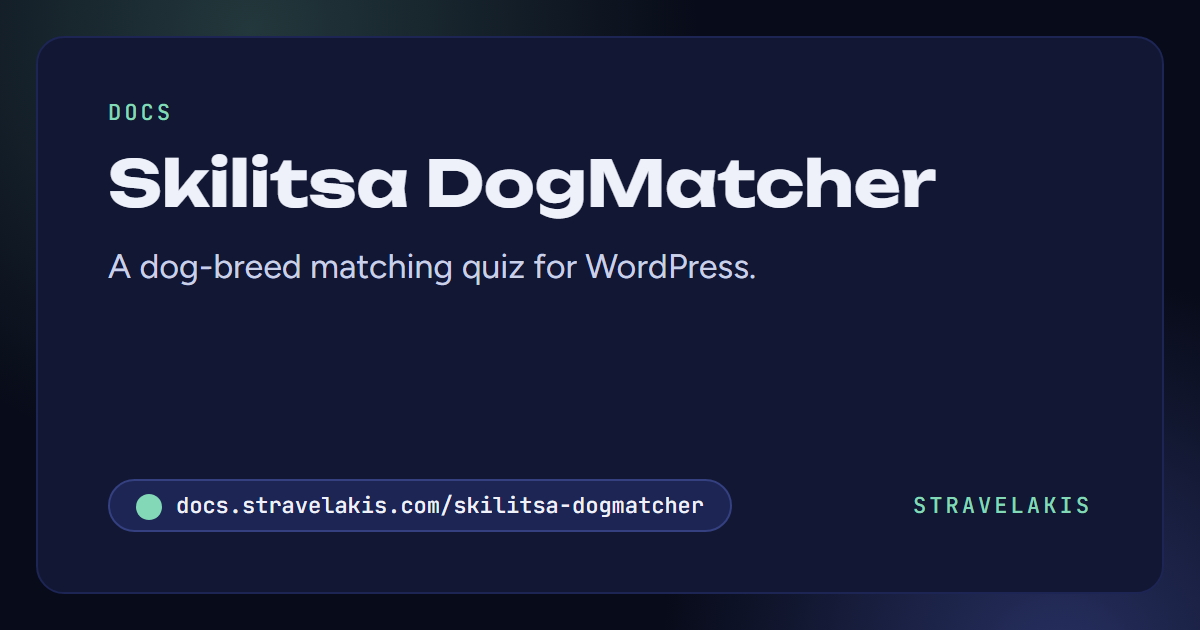 DOCS
Skilitsa DogMatcher
A dog-breed matching quiz for WordPress.
docs.stravelakis.com/skilitsa-dogmatcher
STRAVELAKIS